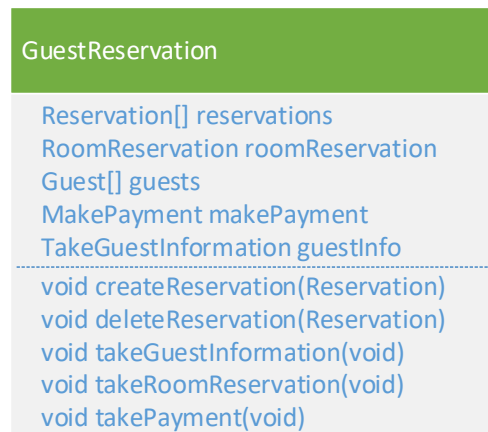 GuestReservation
Reservation[] reservations
RoomReservation roomReservation
Guest[] guests
MakePayment makePayment
TakeGuestInformation guestInfo
void createReservation(Reservation)
void deleteReservation(Reservation)
void takeGuestInformation(void)
void takeRoomReservation(void)
void takePayment(void)